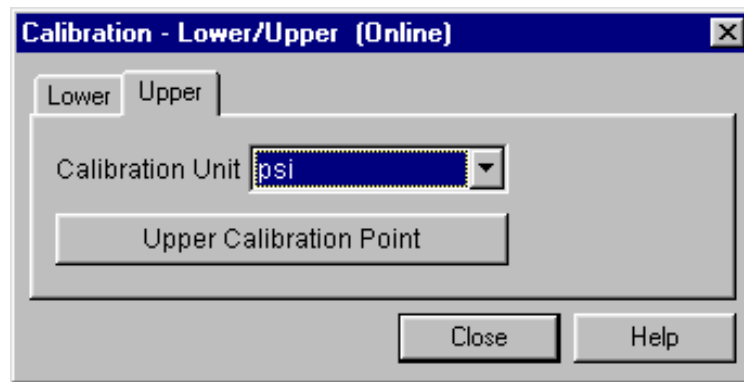 Calibration - Lower/Upper (Online)
Lower Upper
Calibration Unit psi
Upper Calibration Point
Close Help